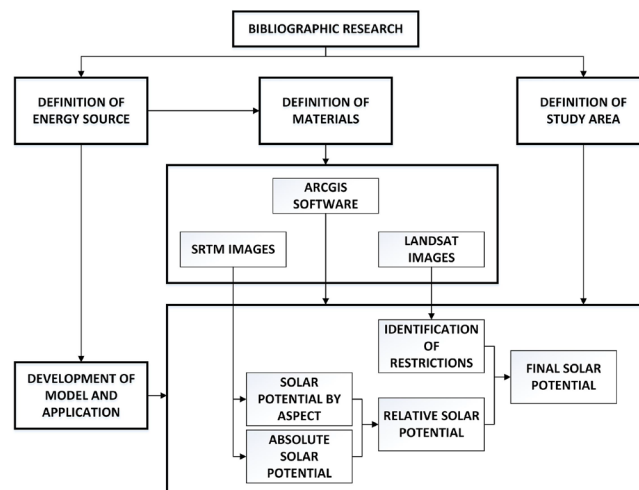 BIBLIOGRAPHIC RESEARCH
DEFINITION OF
ENERGY SOURCE
DEFINITION OF
MATERIALS
DEFINITION OF
STUDY AREA
ARCGIS
SOFTWARE
SRTM IMAGES
LANDSAT
IMAGES
IDENTIFICATION
OF
RESTRICTIONS
FINAL SOLAR
POTENTIAL
DEVELOPMENT OF
MODEL AND
APPLICATION
SOLAR
POTENTIAL BY
ASPECT
RELATIVE SOLAR
POTENTIAL
ABSOLUTE
SOLAR
POTENTIAL